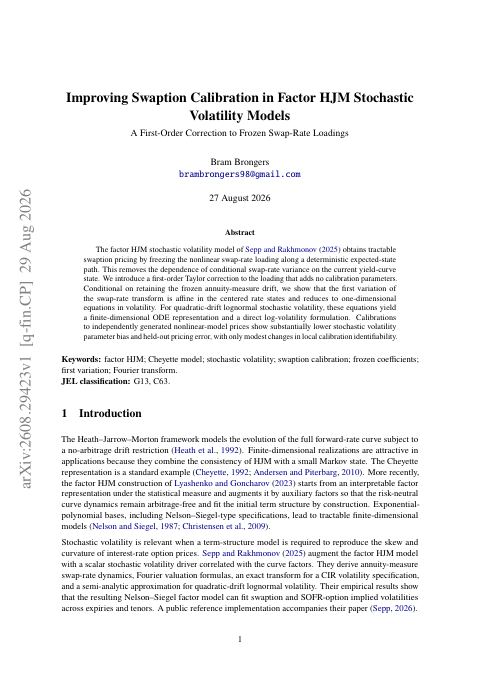 Improving Swaption Calibration in Factor HJM Stochastic
Volatility Models
A First-Order Correction to Frozen Swap-Rate Loadings
Bram Brongers
brambrongers98@gmail.com
27 August 2026
arXiv:2608.29423v1 [q-fin.CP] 29 Aug 2026
Abstract
The factor HJM stochastic volatility model of Sepp and Rakhmonov (2025) obtains tractable
swaption pricing by freezing the nonlinear swap-rate loading along a deterministic expected-state
path. This removes the dependence of conditional swap-rate variance on the current yield-curve
state. We introduce a first-order Taylor correction to the loading that adds no calibration parameters.
Conditional on retaining the frozen annuity-measure drift, we show that the first variation of
the swap-rate transform is affine in the centered rate states and reduces to one-dimensional
equations in volatility. For quadratic-drift lognormal stochastic volatility, these equations yield
a finite-dimensional ODE representation and a direct log-volatility formulation. Calibrations
to independently generated nonlinear-model prices show substantially lower stochastic volatility
parameter bias and held-out pricing error, with only modest changes in local calibration identifiability.
Keywords: factor HJM; Cheyette model; stochastic volatility; swaption calibration; frozen coefficients;
first variation; Fourier transform.
JEL classification: G13, C63.
1 Introduction
The Heath–Jarrow–Morton framework models the evolution of the full forward-rate curve subject to
a no-arbitrage drift restriction (Heath et al., 1992). Finite-dimensional realizations are attractive in
applications because they combine the consistency of HJM with a small Markov state. The Cheyette
representation is a standard example (Cheyette, 1992; Andersen and Piterbarg, 2010). More recently,
the factor HJM construction of Lyashenko and Goncharov (2023) starts from an interpretable factor
representation under the statistical measure and augments it by auxiliary factors so that the risk-neutral
curve dynamics remain arbitrage-free and fit the initial term structure by construction. Exponential-
polynomial bases, including Nelson–Siegel-type specifications, lead to tractable finite-dimensional
models (Nelson and Siegel, 1987; Christensen et al., 2009).
Stochastic volatility is relevant when a term-structure model is required to reproduce the skew and
curvature of interest-rate option prices. Sepp and Rakhmonov (2025) augment the factor HJM model
with a scalar stochastic volatility driver correlated with the curve factors. They derive annuity-measure
swap-rate dynamics, Fourier valuation formulas, an exact transform for a CIR volatility specification,
and a semi-analytic approximation for quadratic-drift lognormal volatility. Their empirical results show
that the resulting Nelson–Siegel factor model can fit swaption and SOFR-option implied volatilities
across expiries and tenors. A public reference implementation accompanies their paper (Sepp, 2026).
1